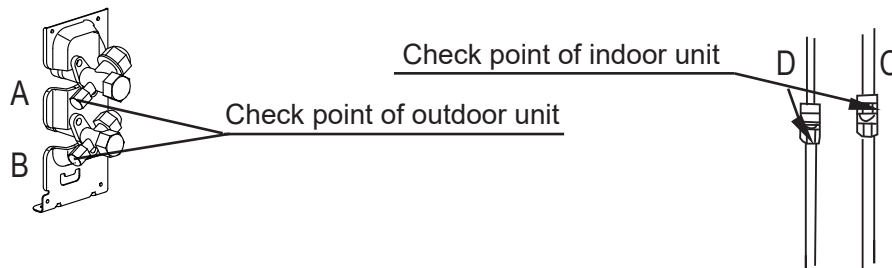 Check point of indoor unit
D
C
A
Check point of outdoor unit
B